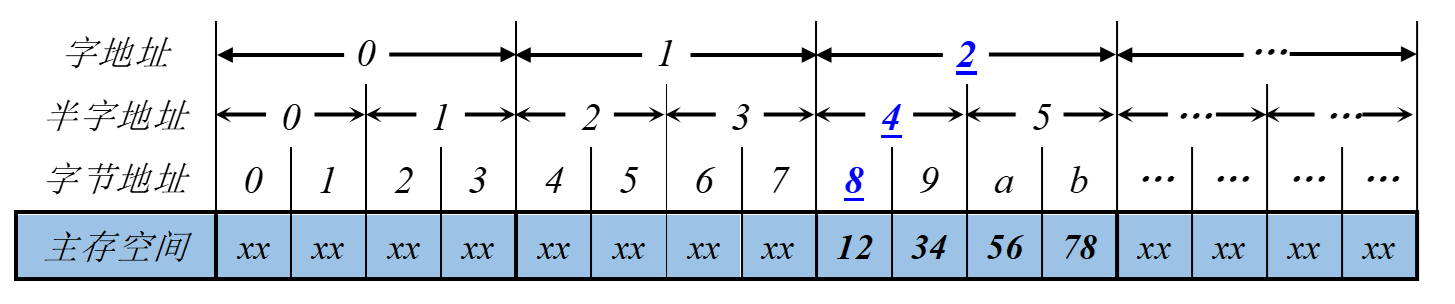 字地址 0 1 2 …
半字地址 0 1 2 3 4 5 … …
字节地址 0 1 2 3 4 5 6 7 8 9 a b … … … …
主存空间 xx xx xx xx xx xx xx xx 12 34 56 78 xx xx xx xx